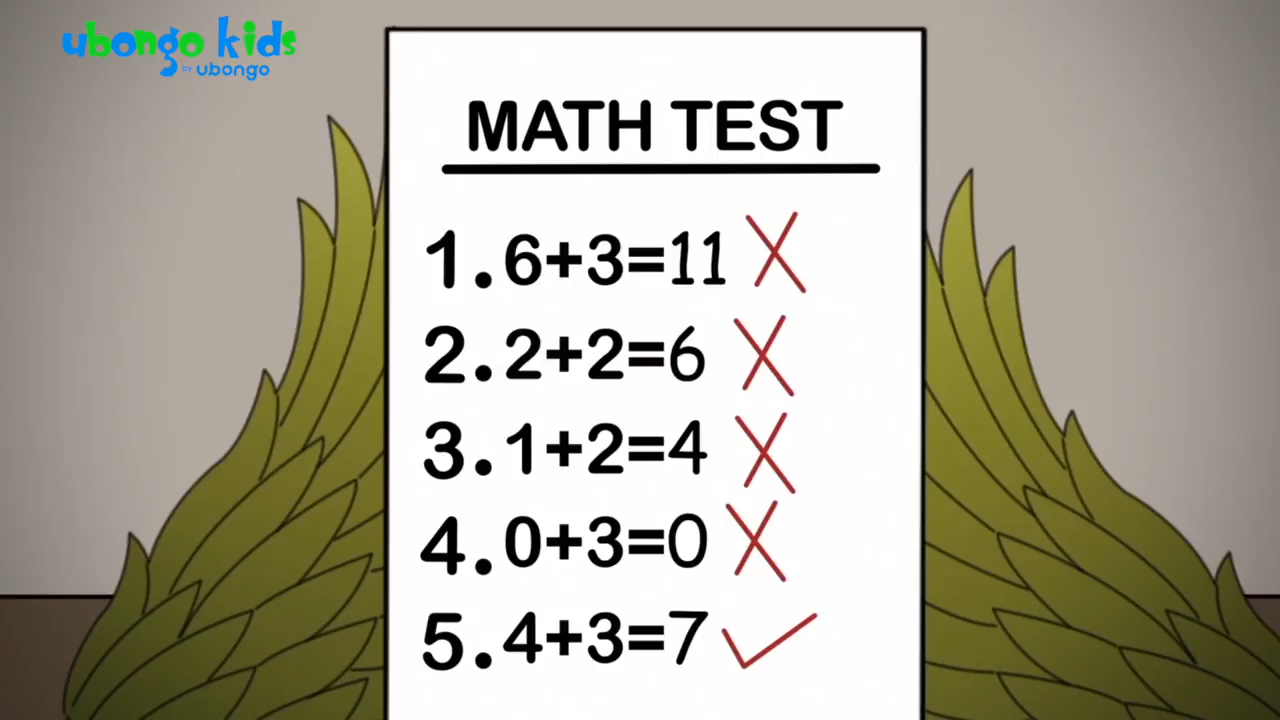 ubongo kids
by ubongo
MATH TEST
1. 6+3=11
2. 2+2=6
3. 1+2=4
4. 0+3=0
5. 4+3=7